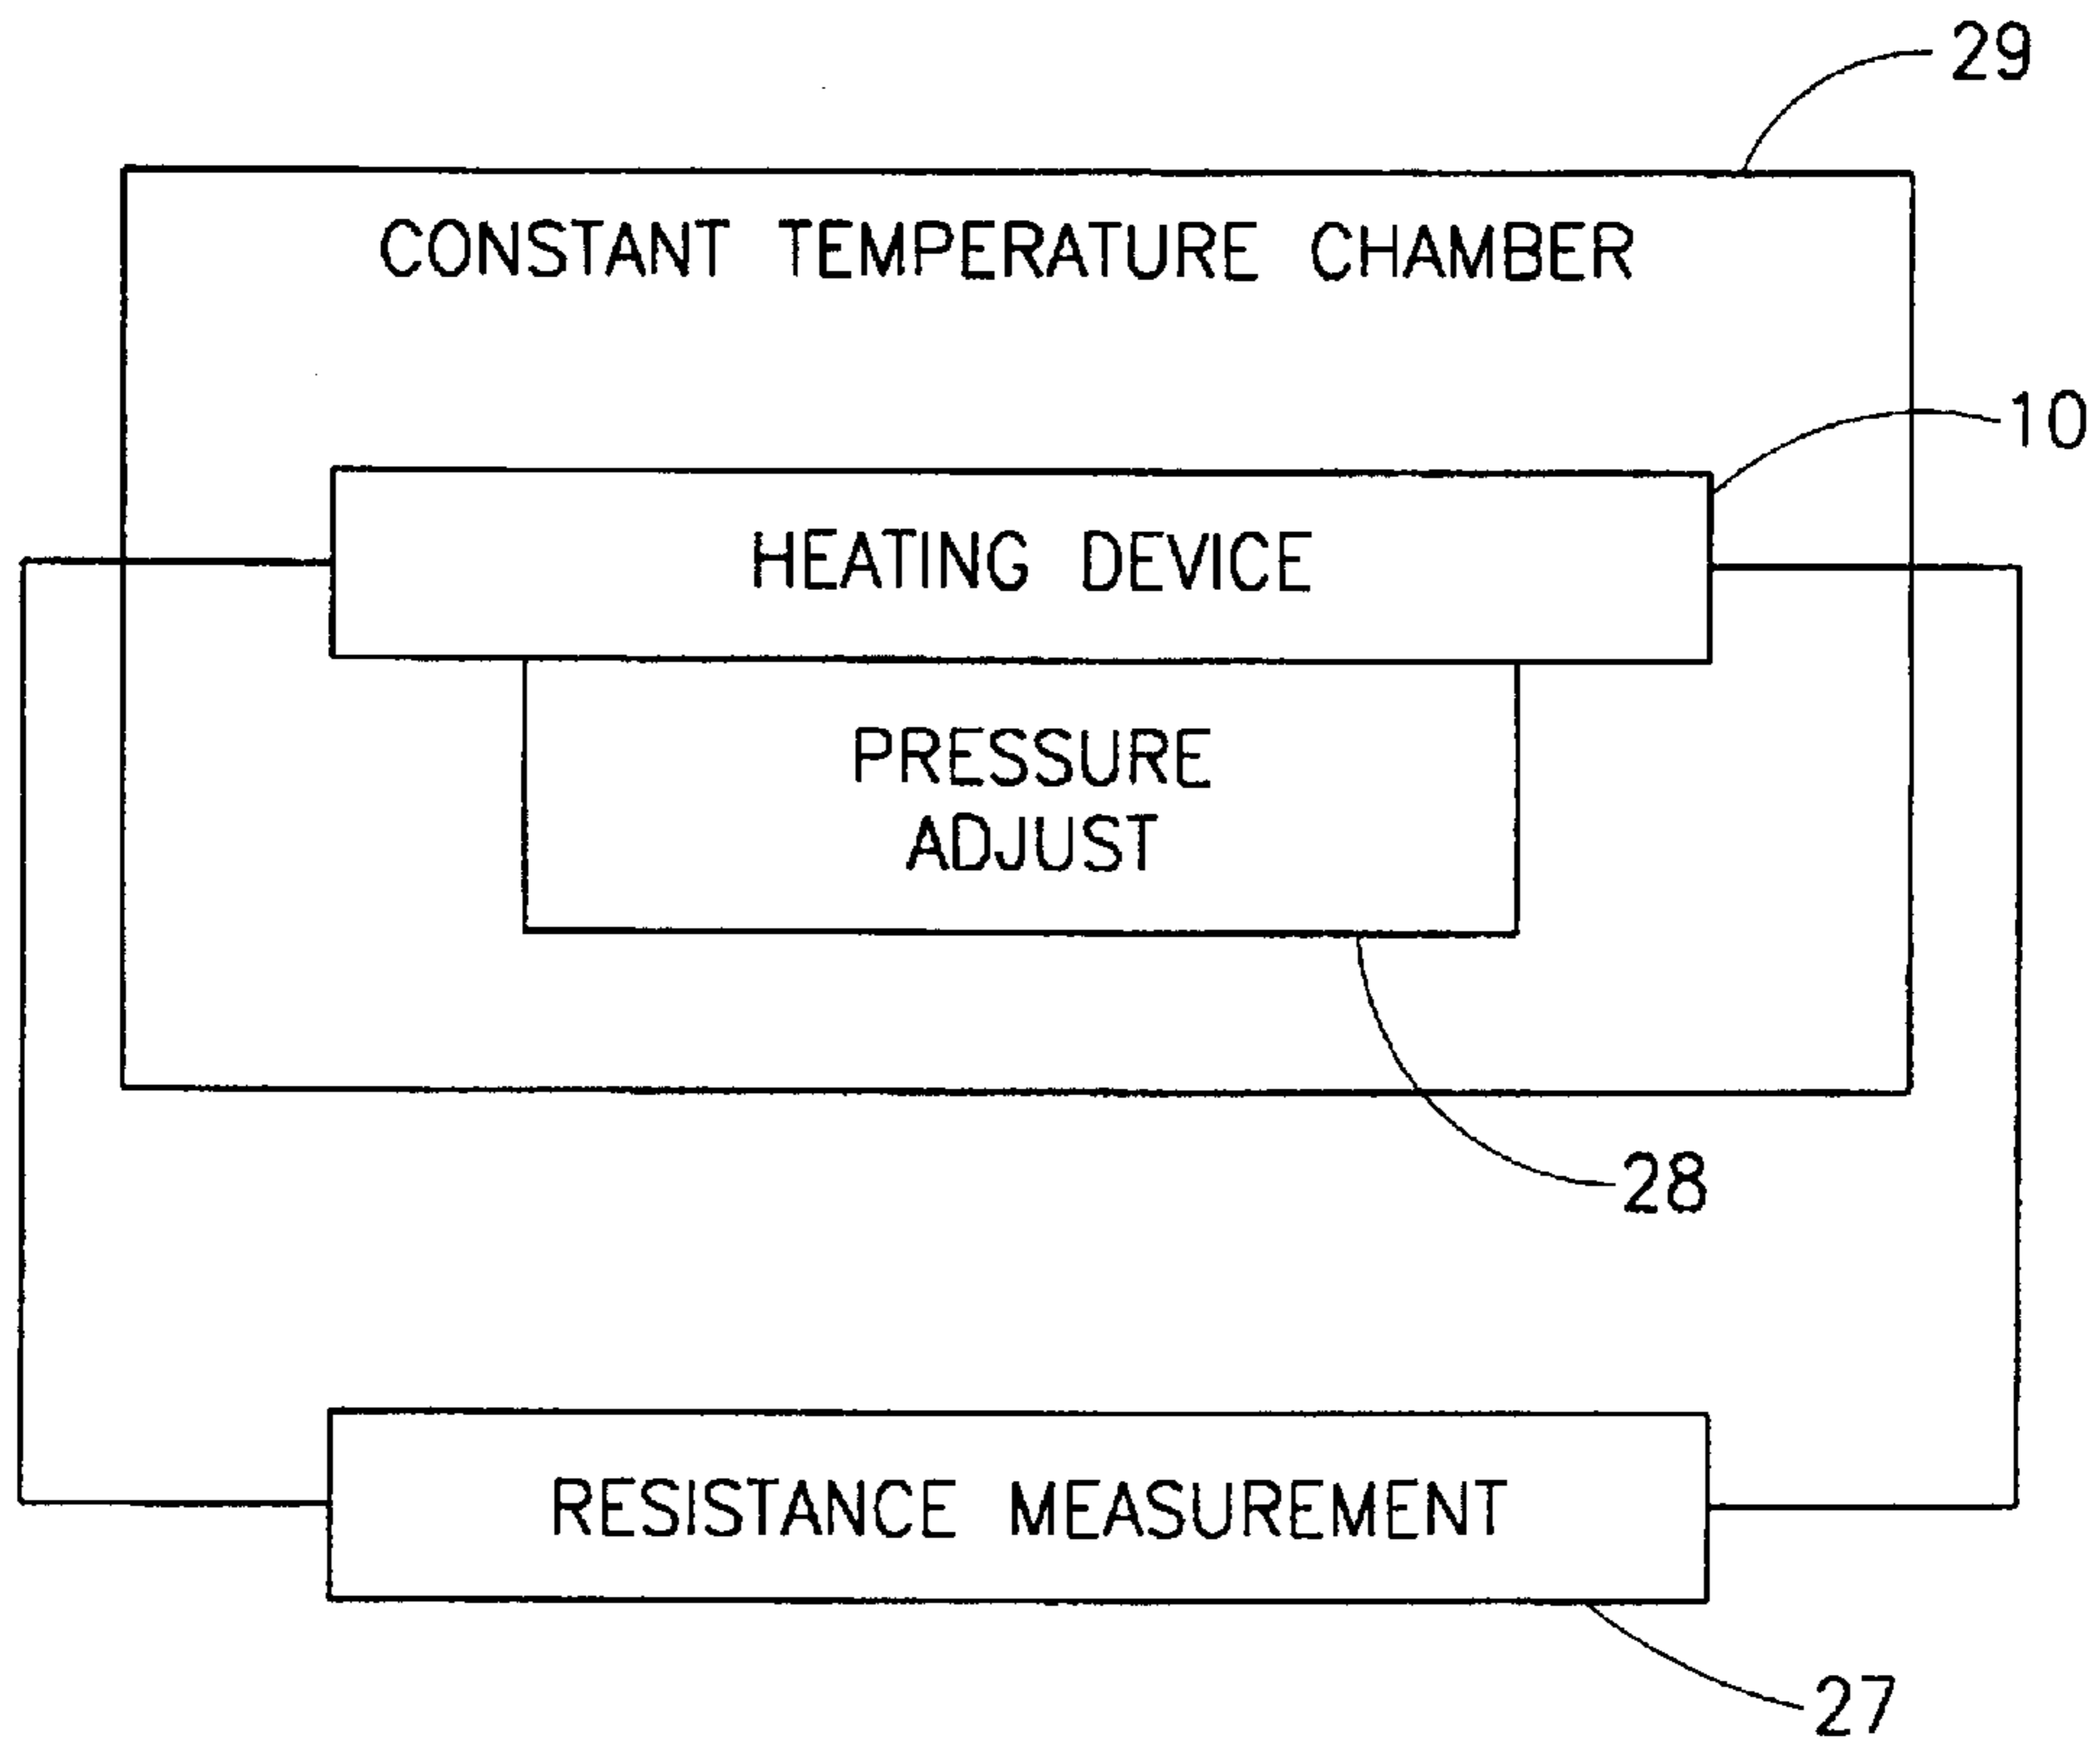 29
CONSTANT TEMPERATURE CHAMBER
10
HEATING DEVICE
PRESSURE
ADJUST
28
RESISTANCE MEASUREMENT
27